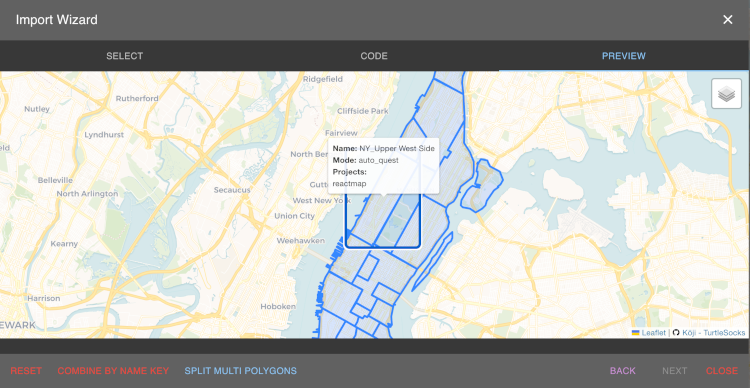 Import Wizard
SELECT
CODE
PREVIEW
Ridgefield
Nutley
Rutherford
Cliffside Park
Lyndhurst
Fairview
North Ber
Name: NY_Upper West Side
Mode: auto_quest
Projects:
reactmap
Belleville
North Arlington
Secaucus
Gutt
West New York
Union City
Weehawken
Kearny
Hoboken
Harrison
EWARK
Leaflet | Kōji - TurtleSocks
RESET
COMBINE BY NAME KEY
SPLIT MULTI POLYGONS
BACK
NEXT
CLOSE